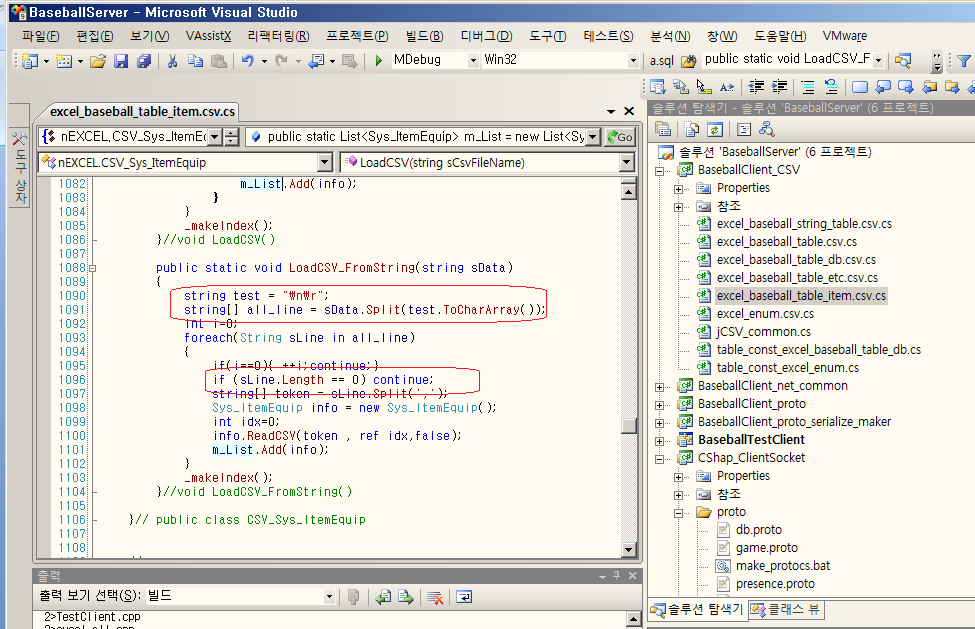 BaseballServer - Microsoft Visual Studio
파일(F) 편집(E) 보기(V) VAssistX 리팩터링(R) 프로젝트(P) 빌드(B) 디버그(D) 도구(T) 테스트(S) 분석(N) 창(W) 도움말(H) VMware
MDebug Win32 a.sql public static void LoadCSV_F
excel_baseball_table_item.csv.cs
nEXCEL.CSV_Sys_ItemE public static List<Sys_ItemEquip> m_List = new List<Sy Go
nEXCEL.CSV_Sys_ItemEquip LoadCSV(string sCsvFileName)
도구 상자
1082 m_List.Add(info);
1083 }
1084 }
1085 _makeIndex();
1086 }//void LoadCSV()
1087
1088 public static void LoadCSV_FromString(string sData)
1089 {
1090 string test = "₩n₩r";
1091 string[] all_line = sData.Split(test.ToCharArray());
1092 int i=0;
1093 foreach(String sLine in all_line)
1094 {
1095 if(i==0){ ++i;continue;}
1096 if (sLine.Length == 0) continue;
1097 string[] token = sLine.Split(',');
1098 Sys_ItemEquip info = new Sys_ItemEquip();
1099 int idx=0;
1100 info.ReadCSV(token , ref idx,false);
1101 m_List.Add(info);
1102 }
1103 _makeIndex();
1104 }//void LoadCSV_FromString()
1105
1106 }// public class CSV_Sys_ItemEquip
1107
1108
출력
출력 보기 선택(S): 빌드
2>TestClient.cpp
솔루션 탐색기 - 솔루션 'BaseballServer' (6 프로젝트)
솔루션 'BaseballServer' (6 프로젝트)
BaseballClient_CSV
Properties
참조
excel_baseball_string_table.csv.cs
excel_baseball_table.csv.cs
excel_baseball_table_db.csv.cs
excel_baseball_table_etc.csv.cs
excel_baseball_table_item.csv.cs
excel_enum.csv.cs
jCSV_common.cs
table_const_excel_baseball_table_db.cs
table_const_excel_enum.cs
BaseballClient_net_common
BaseballClient_proto
BaseballClient_proto_serialize_maker
BaseballTestClient
CShap_ClientSocket
Properties
참조
proto
db.proto
game.proto
make_protocs.bat
presence.proto
솔루션 탐색기 클래스 뷰